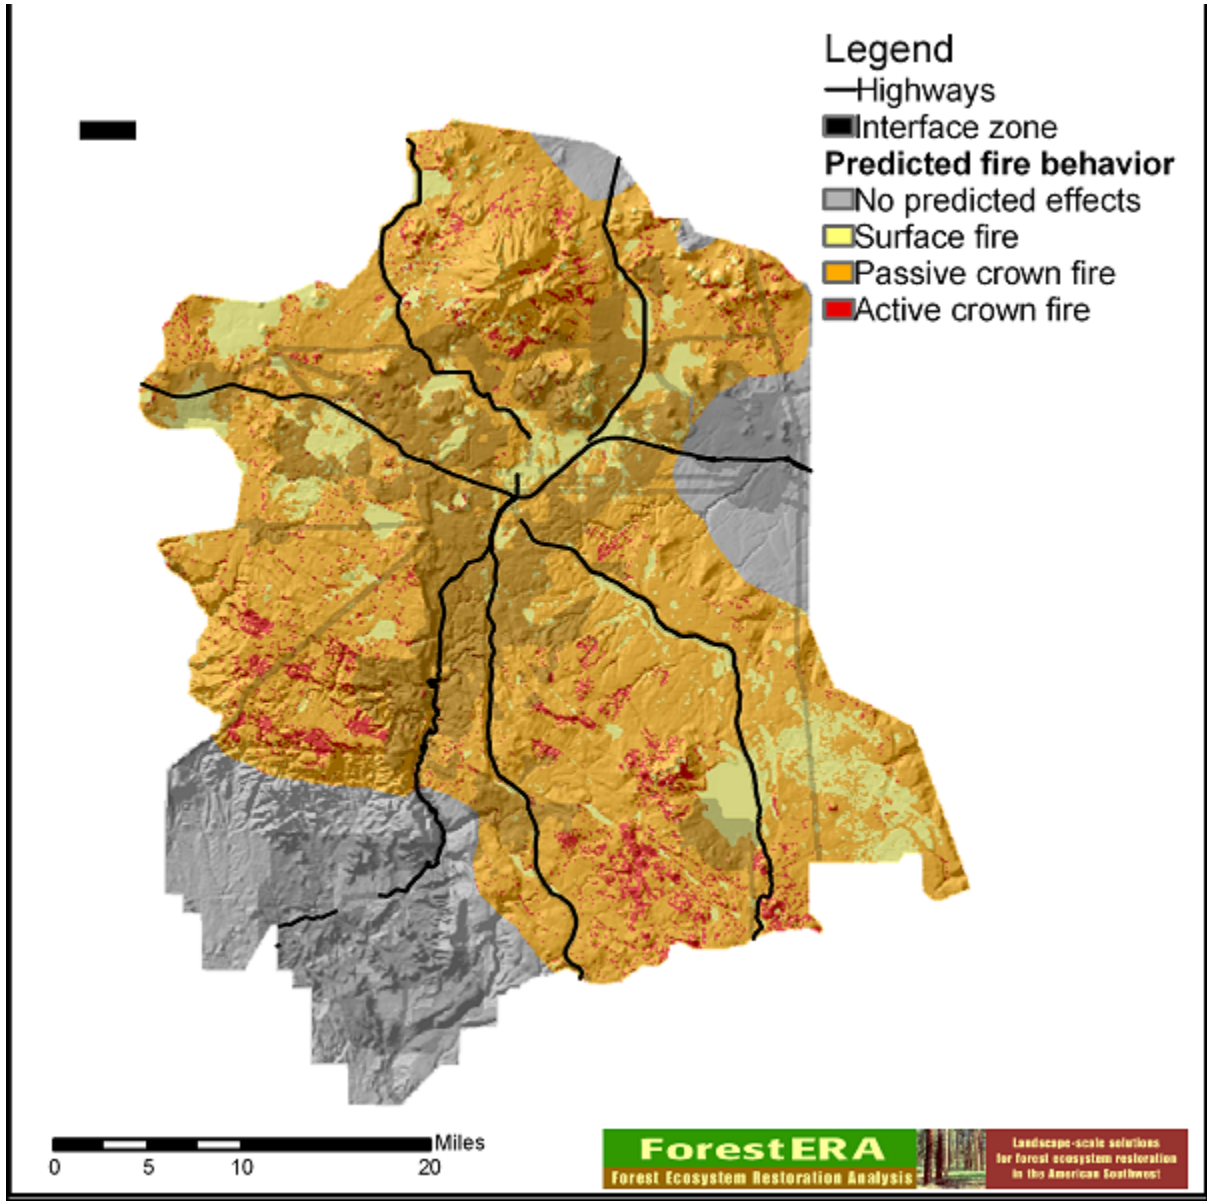 Legend
Highways
Interface zone
Predicted fire behavior
No predicted effects
Surface fire
Passive crown fire
Active crown fire
Miles
0 5 10 20
ForestERA
Forest Ecosystem Restoration Analysis
Landscape-scale solutions
for forest ecosystem restoration
in the American Southwest